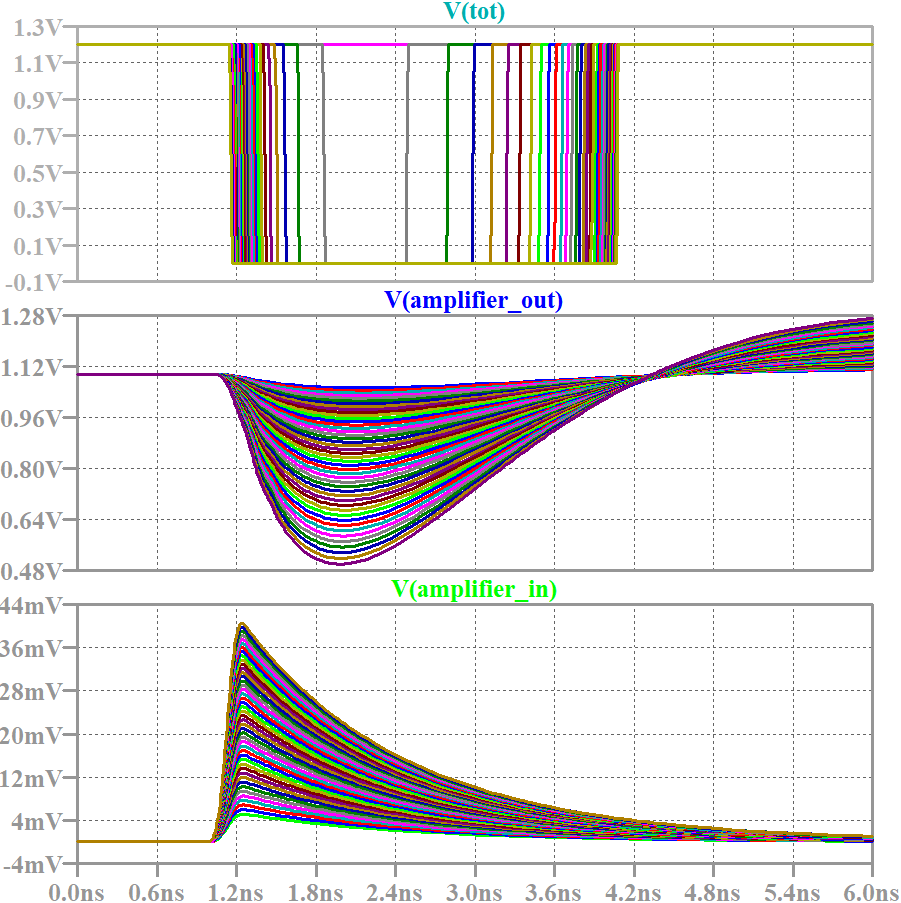 V(tot)
1.3V
1.1V
0.9V
0.7V
0.5V
0.3V
0.1V
-0.1V
V(amplifier_out)
1.28V
1.12V
0.96V
0.80V
0.64V
0.48V
V(amplifier_in)
44mV
36mV
28mV
20mV
12mV
4mV
-4mV
0.0ns 0.6ns 1.2ns 1.8ns 2.4ns 3.0ns 3.6ns 4.2ns 4.8ns 5.4ns 6.0ns